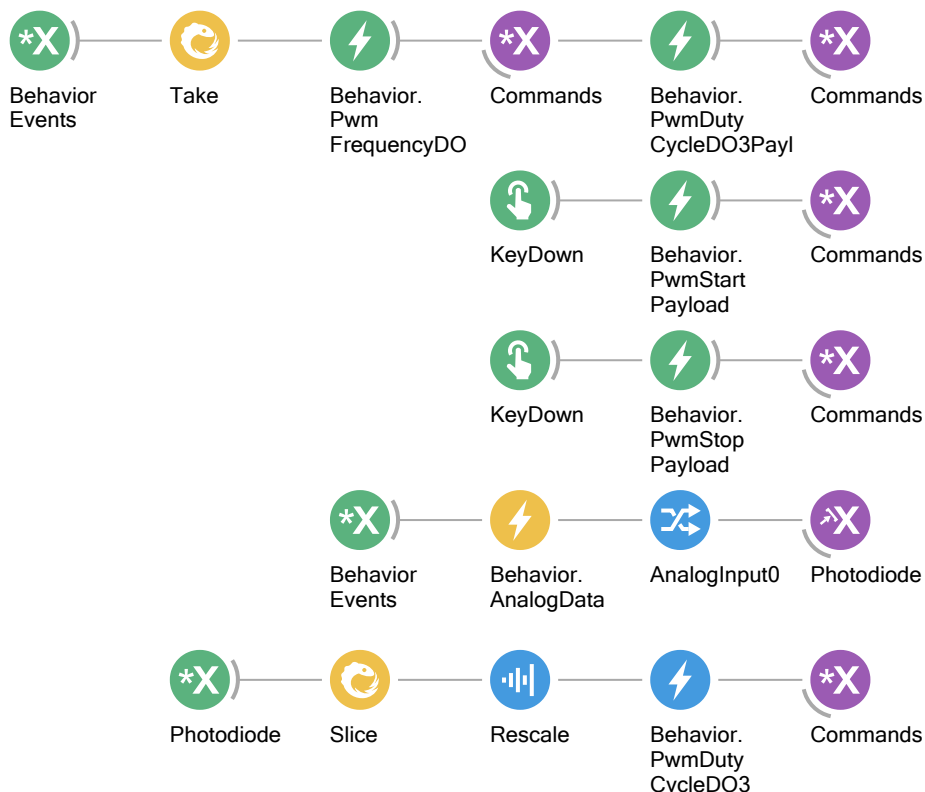 *X
*X
*X
Behavior
Events
Take
Behavior.
Pwm
FrequencyDO
Commands
Behavior.
PwmDuty
CycleDO3Payl
Commands
*X
KeyDown
Behavior.
PwmStart
Payload
Commands
*X
KeyDown
Behavior.
PwmStop
Payload
Commands
*X
X
Behavior
Events
Behavior.
AnalogData
AnalogInput0
Photodiode
*X
*X
Photodiode
Slice
Rescale
Behavior.
PwmDuty
CycleDO3
Commands